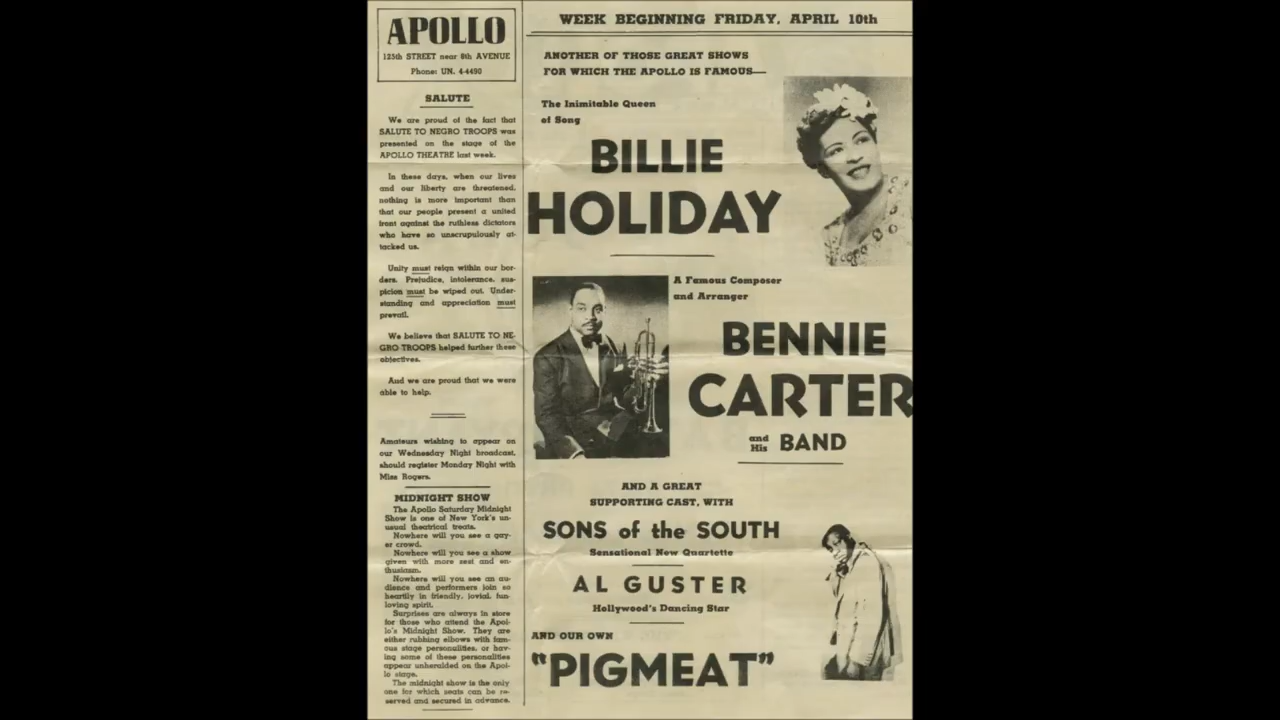 APOLLO
125th STREET near 8th AVENUE
Phone: UN. 4-4490
SALUTE
We are proud of the fact that
SALUTE TO NEGRO TROOPS was
presented on the stage of the
APOLLO THEATRE last week.
In these days, when our lives
and our liberty are threatened,
nothing is more important than
that our people present a united
front against the ruthless dictators
who have so unscrupulously at-
tacked us.
Unity must reign within our bor-
ders. Prejudice, intolerance, sus-
picion must be wiped out. Under-
standing and appreciation must
prevail.
We believe that SALUTE TO NE-
GRO TROOPS helped further these
objectives.
And we are proud that we were
able to help.
Amateurs wishing to appear on
our Wednesday Night broadcast,
should register Monday Night with
Miss Rogers.
MIDNIGHT SHOW
The Apollo Saturday Midnight
Show is one of New York's un-
usual theatrical treats.
Nowhere will you see a gay-
er crowd.
Nowhere will you see a show
given with more zest and en-
thusiasm.
Nowhere will you see an au-
dience and performers join so
heartily in friendly, jovial, fun-
loving spirit.
Surprises are always in store
for those who attend the Apol-
lo's Midnight Show. They are
either rubbing elbows with fam-
ous stage personalities, or hav-
ing some of these personalities
appear unheralded on the Apol-
lo stage.
The midnight show is the only
one for which seats can be re-
served and secured in advance.
WEEK BEGINNING FRIDAY, APRIL 10th
ANOTHER OF THOSE GREAT SHOWS
FOR WHICH THE APOLLO IS FAMOUS—
The Inimitable Queen
of Song
BILLIE
HOLIDAY
A Famous Composer
and Arranger
BENNIE
CARTER
and His BAND
AND A GREAT
SUPPORTING CAST, WITH
SONS of the SOUTH
Sensational New Quartette
AL GUSTER
Hollywood's Dancing Star
AND OUR OWN
"PIGMEAT"